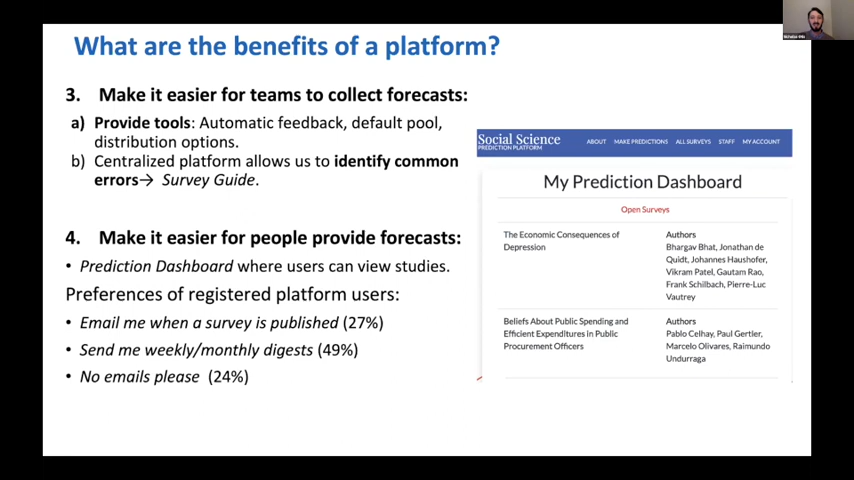 What are the benefits of a platform?
3. Make it easier for teams to collect forecasts:
a) Provide tools: Automatic feedback, default pool,
distribution options.
b) Centralized platform allows us to identify common
errors→ Survey Guide.
4. Make it easier for people provide forecasts:
• Prediction Dashboard where users can view studies.
Preferences of registered platform users:
• Email me when a survey is published (27%)
• Send me weekly/monthly digests (49%)
• No emails please (24%)
Social Science
PREDICTION PLATFORM
ABOUT MAKE PREDICTIONS ALL SURVEYS STAFF MY ACCOUNT
My Prediction Dashboard
Open Surveys
The Economic Consequences of
Depression
Authors
Bhargav Bhat, Jonathan de
Quidt, Johannes Haushofer,
Vikram Patel, Gautam Rao,
Frank Schilbach, Pierre-Luc
Vautrey
Beliefs About Public Spending and
Efficient Expenditures in Public
Procurement Officers
Authors
Pablo Celhay, Paul Gertler,
Marcelo Olivares, Raimundo
Undurraga